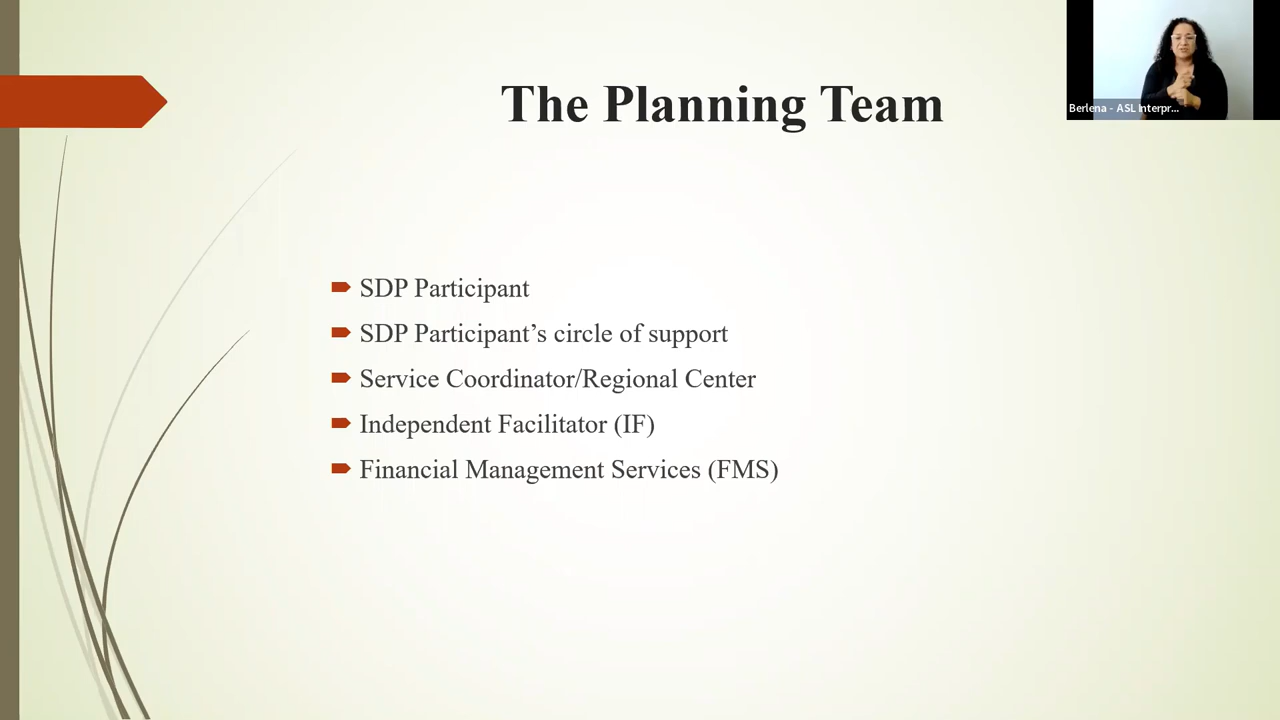 The Planning Team
Berlena - ASL Interpr...
SDP Participant
SDP Participant’s circle of support
Service Coordinator/Regional Center
Independent Facilitator (IF)
Financial Management Services (FMS)